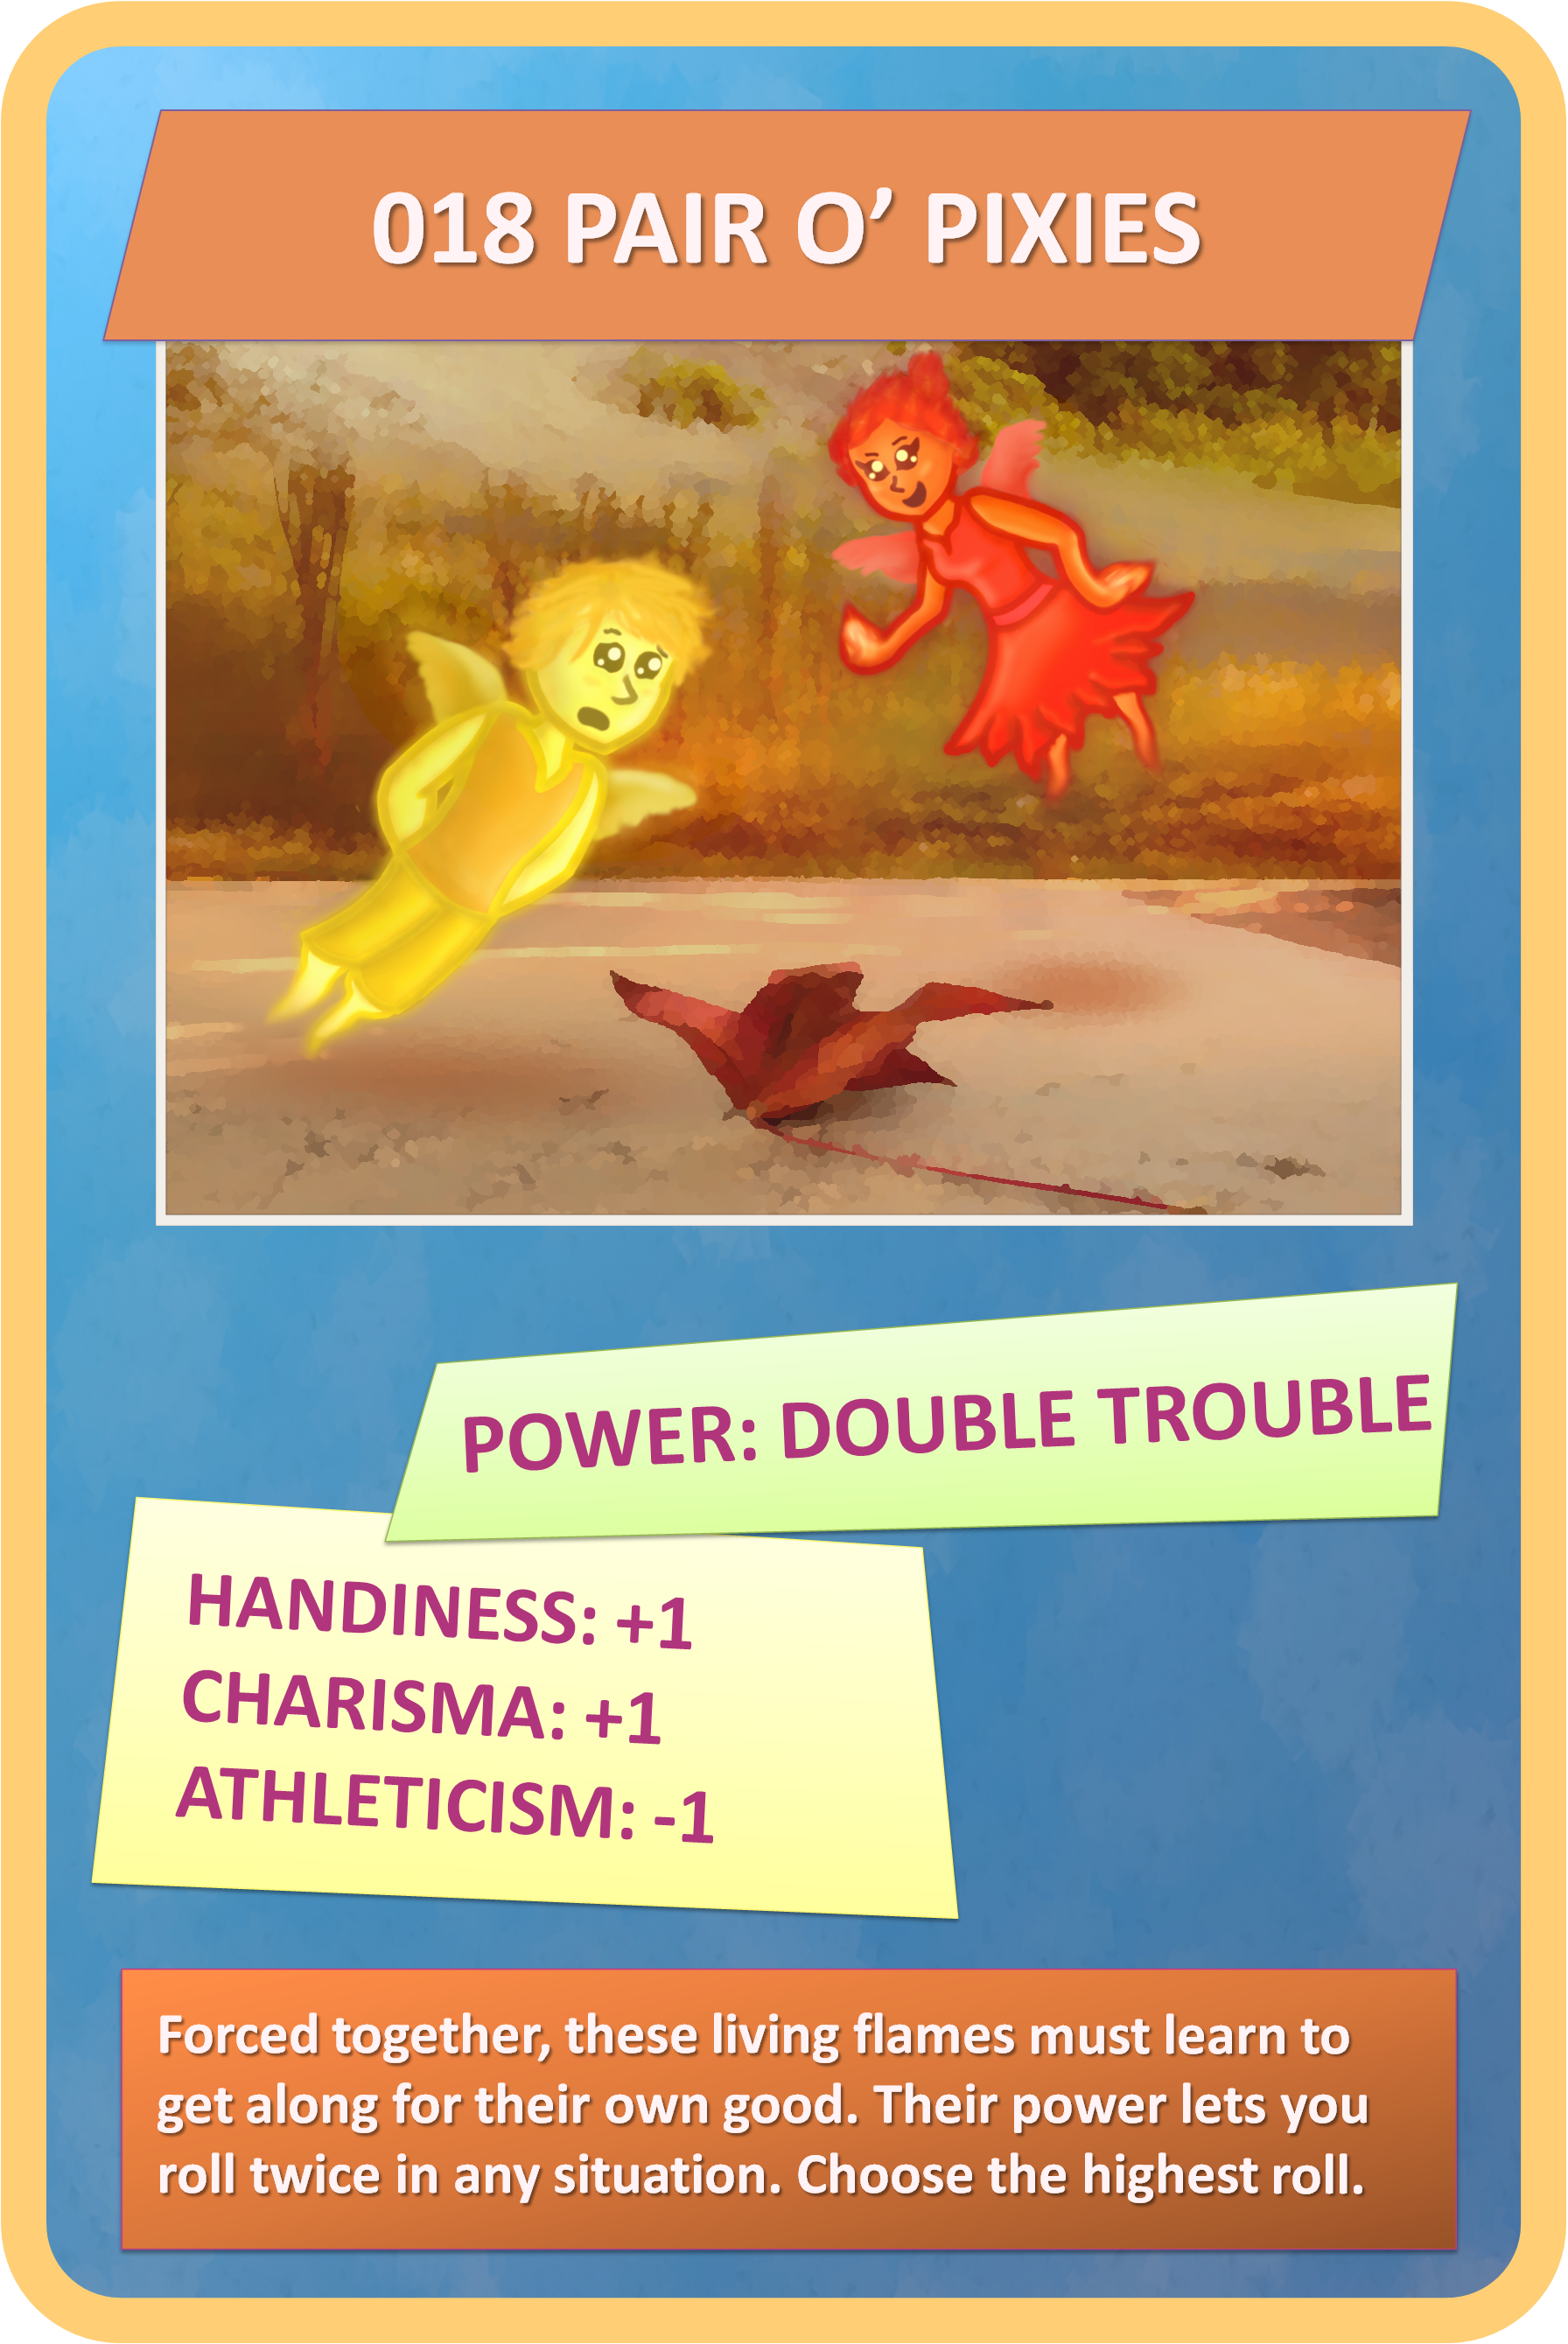 018 PAIR O’ PIXIES
POWER: DOUBLE TROUBLE
HANDINESS: +1
CHARISMA: +1
ATHLETICISM: -1
Forced together, these living flames must learn to
get along for their own good. Their power lets you
roll twice in any situation. Choose the highest roll.